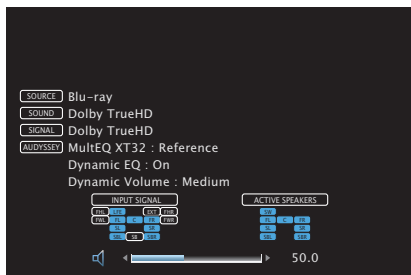 SOURCE Blu-ray
SOUND Dolby TrueHD
SIGNAL Dolby TrueHD
AUDYSSEY MultEQ XT32 : Reference
Dynamic EQ : On
Dynamic Volume : Medium
INPUT SIGNAL ACTIVE SPEAKERS
FHL LFE EXT FHR SW
FWL FL C FR FWR FL C FR
SL SR SL SR
SBL SB SBR SBL SBR
50.0